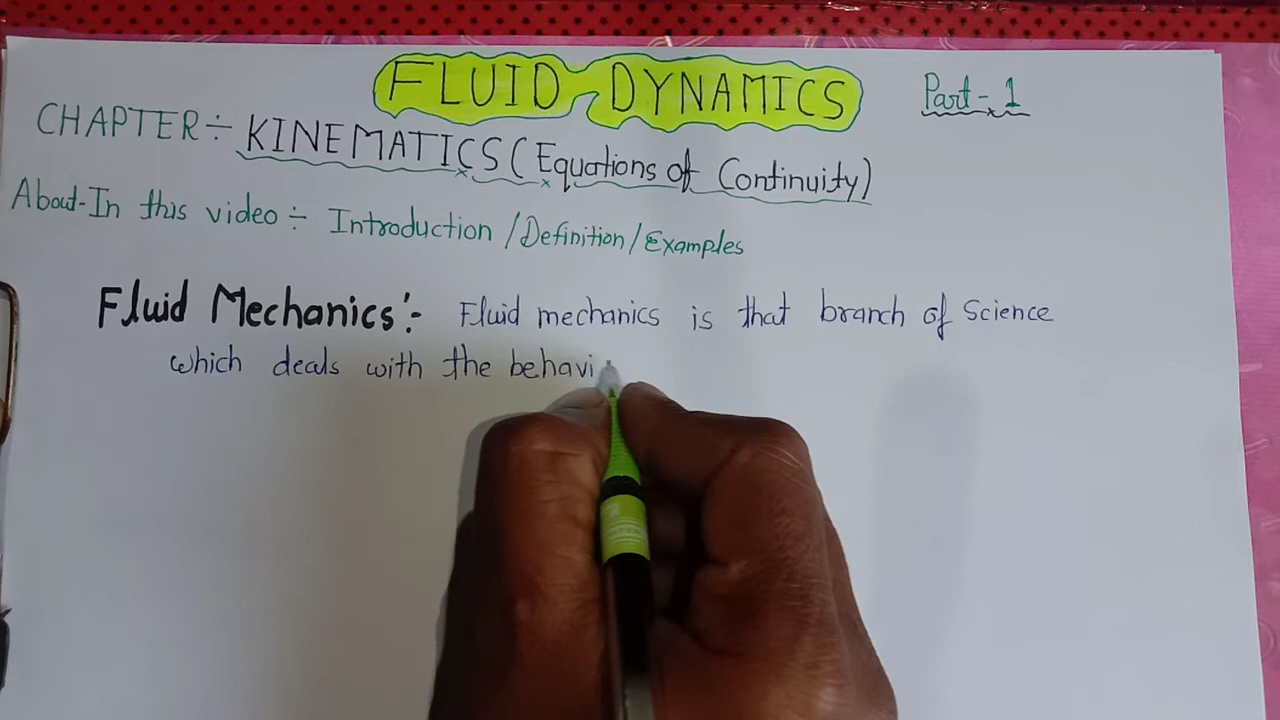 FLUID DYNAMICS
Part-1
CHAPTER÷ KINEMATICS (Equations of Continuity)
About-In this video ÷ Introduction /Definition/Examples
Fluid Mechanics:- Fluid mechanics is that branch of Science
which deals with the behavi